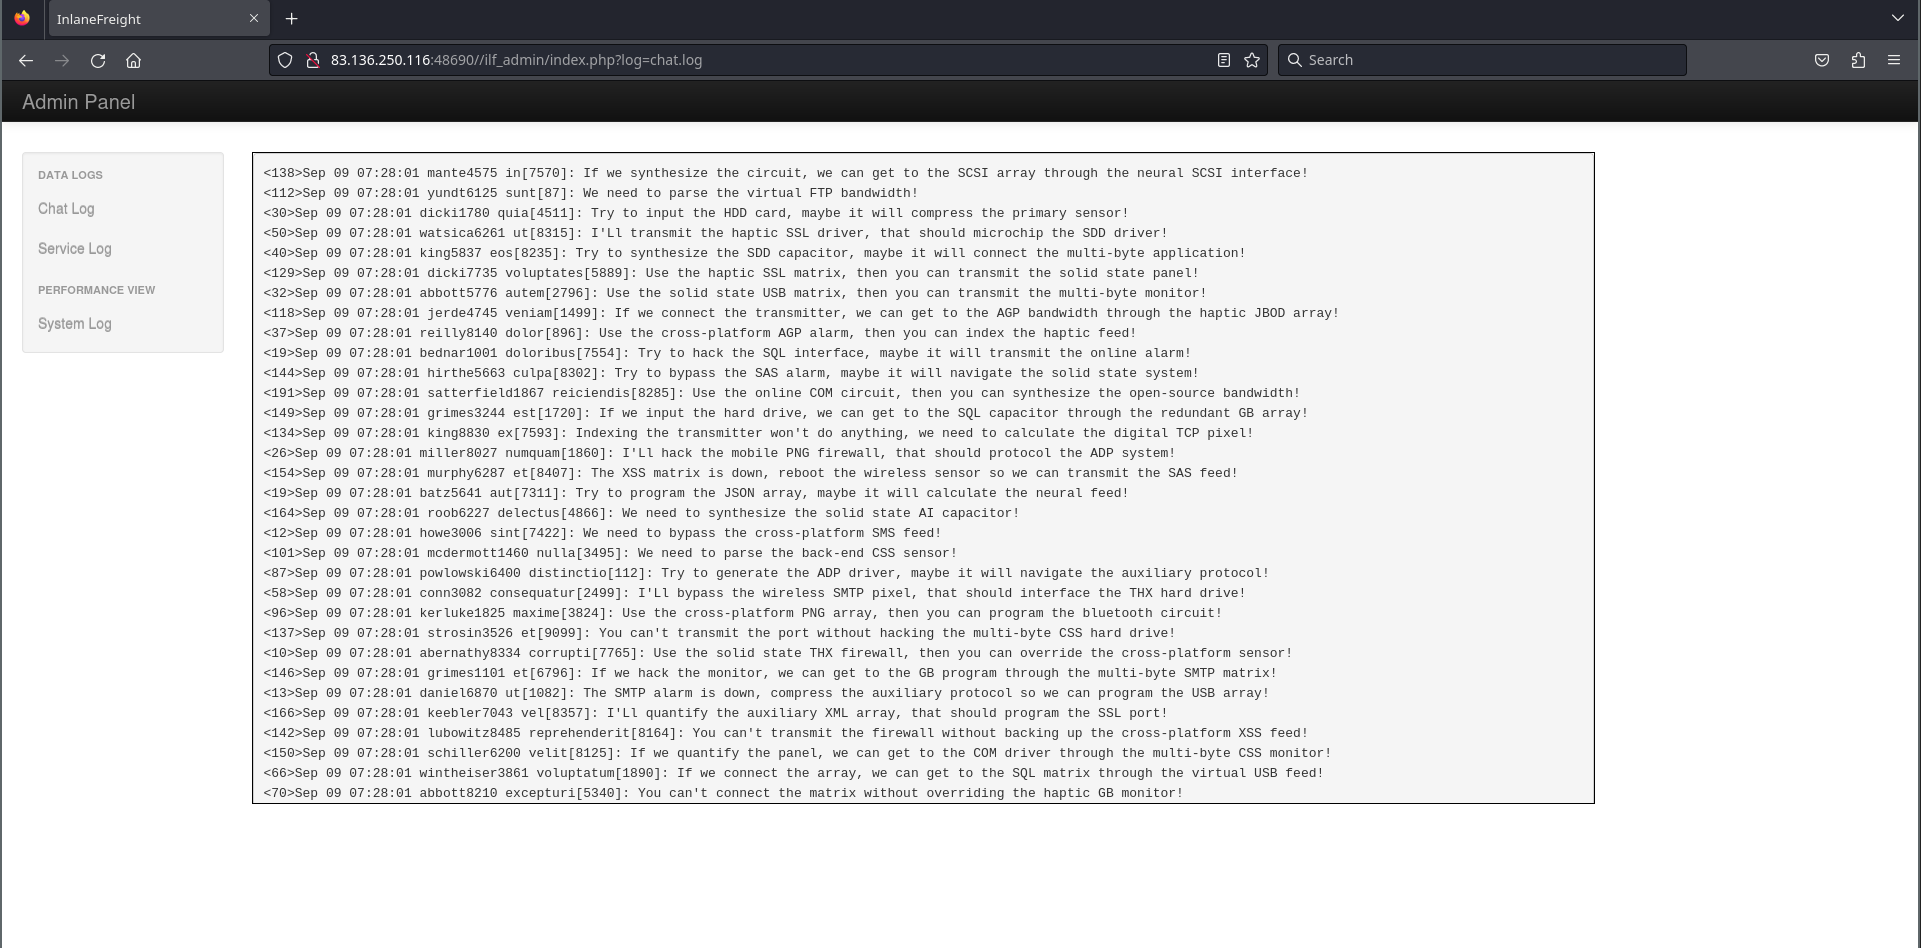 InlaneFreight
83.136.250.116:48690//ilf_admin/index.php?log=chat.log
Search
Admin Panel
DATA LOGS
Chat Log
Service Log
PERFORMANCE VIEW
System Log
<138>Sep 09 07:28:01 mante4575 in[7570]: If we synthesize the circuit, we can get to the SCSI array through the neural SCSI interface!
<112>Sep 09 07:28:01 yundt6125 sunt[87]: We need to parse the virtual FTP bandwidth!
<30>Sep 09 07:28:01 dicki1780 quia[4511]: Try to input the HDD card, maybe it will compress the primary sensor!
<50>Sep 09 07:28:01 watsica6261 ut[8315]: I'Ll transmit the haptic SSL driver, that should microchip the SDD driver!
<40>Sep 09 07:28:01 king5837 eos[8235]: Try to synthesize the SDD capacitor, maybe it will connect the multi-byte application!
<129>Sep 09 07:28:01 dicki7735 voluptates[5889]: Use the haptic SSL matrix, then you can transmit the solid state panel!
<32>Sep 09 07:28:01 abbott5776 autem[2796]: Use the solid state USB matrix, then you can transmit the multi-byte monitor!
<118>Sep 09 07:28:01 jerde4745 veniam[1499]: If we connect the transmitter, we can get to the AGP bandwidth through the haptic JBOD array!
<37>Sep 09 07:28:01 reilly8140 dolor[896]: Use the cross-platform AGP alarm, then you can index the haptic feed!
<19>Sep 09 07:28:01 bednar1001 doloribus[7554]: Try to hack the SQL interface, maybe it will transmit the online alarm!
<144>Sep 09 07:28:01 hirthe5663 culpa[8302]: Try to bypass the SAS alarm, maybe it will navigate the solid state system!
<191>Sep 09 07:28:01 satterfield1867 reiciendis[8285]: Use the online COM circuit, then you can synthesize the open-source bandwidth!
<149>Sep 09 07:28:01 grimes3244 est[1720]: If we input the hard drive, we can get to the SQL capacitor through the redundant GB array!
<134>Sep 09 07:28:01 king8830 ex[7593]: Indexing the transmitter won't do anything, we need to calculate the digital TCP pixel!
<26>Sep 09 07:28:01 miller8027 numquam[1860]: I'Ll hack the mobile PNG firewall, that should protocol the ADP system!
<154>Sep 09 07:28:01 murphy6287 et[8407]: The XSS matrix is down, reboot the wireless sensor so we can transmit the SAS feed!
<19>Sep 09 07:28:01 batz5641 aut[7311]: Try to program the JSON array, maybe it will calculate the neural feed!
<164>Sep 09 07:28:01 roob6227 delectus[4866]: We need to synthesize the solid state AI capacitor!
<12>Sep 09 07:28:01 howe3006 sint[7422]: We need to bypass the cross-platform SMS feed!
<101>Sep 09 07:28:01 mcdermott1460 nulla[3495]: We need to parse the back-end CSS sensor!
<87>Sep 09 07:28:01 powlowski6400 distinctio[112]: Try to generate the ADP driver, maybe it will navigate the auxiliary protocol!
<58>Sep 09 07:28:01 conn3082 consequatur[2499]: I'Ll bypass the wireless SMTP pixel, that should interface the THX hard drive!
<96>Sep 09 07:28:01 kerluke1825 maxime[3824]: Use the cross-platform PNG array, then you can program the bluetooth circuit!
<137>Sep 09 07:28:01 strosin3526 et[9099]: You can't transmit the port without hacking the multi-byte CSS hard drive!
<10>Sep 09 07:28:01 abernathy8334 corrupti[7765]: Use the solid state THX firewall, then you can override the cross-platform sensor!
<146>Sep 09 07:28:01 grimes1101 et[6796]: If we hack the monitor, we can get to the GB program through the multi-byte SMTP matrix!
<13>Sep 09 07:28:01 daniel6870 ut[1082]: The SMTP alarm is down, compress the auxiliary protocol so we can program the USB array!
<166>Sep 09 07:28:01 keebler7043 vel[8357]: I'Ll quantify the auxiliary XML array, that should program the SSL port!
<142>Sep 09 07:28:01 lubowitz8485 reprehenderit[8164]: You can't transmit the firewall without backing up the cross-platform XSS feed!
<150>Sep 09 07:28:01 schiller6200 velit[8125]: If we quantify the panel, we can get to the COM driver through the multi-byte CSS monitor!
<66>Sep 09 07:28:01 wintheiser3861 voluptatum[1890]: If we connect the array, we can get to the SQL matrix through the virtual USB feed!
<70>Sep 09 07:28:01 abbott8210 excepturi[5340]: You can't connect the matrix without overriding the haptic GB monitor!